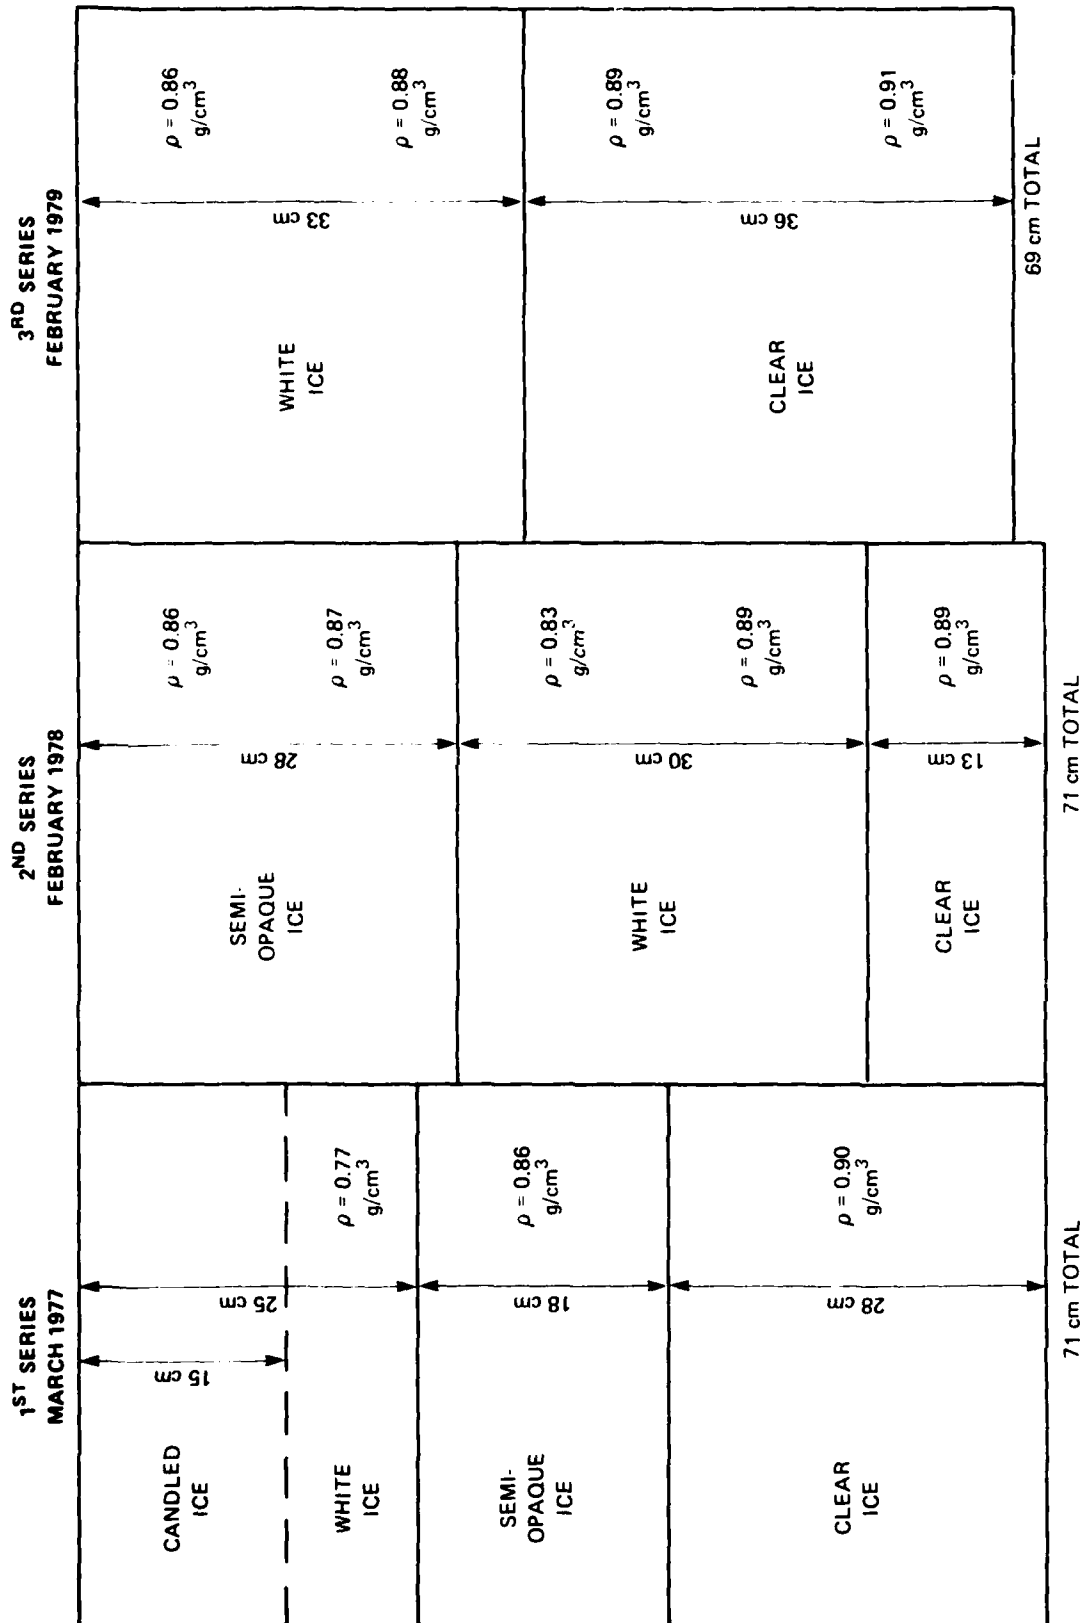 1ST SERIES
MARCH 1977
CANDLED
ICE
15 cm
25 cm
WHITE
ICE
ρ = 0.77
g/cm³
SEMI-
OPAQUE
ICE
18 cm
ρ = 0.86
g/cm³
CLEAR
ICE
28 cm
ρ = 0.90
g/cm³
71 cm TOTAL
2ND SERIES
FEBRUARY 1978
SEMI-
OPAQUE
ICE
28 cm
ρ = 0.86
g/cm³
ρ = 0.87
g/cm³
WHITE
ICE
30 cm
ρ = 0.83
g/cm³
ρ = 0.89
g/cm³
CLEAR
ICE
13 cm
ρ = 0.89
g/cm³
71 cm TOTAL
3RD SERIES
FEBRUARY 1979
WHITE
ICE
33 cm
ρ = 0.86
g/cm³
ρ = 0.88
g/cm³
CLEAR
ICE
36 cm
ρ = 0.89
g/cm³
ρ = 0.91
g/cm³
69 cm TOTAL